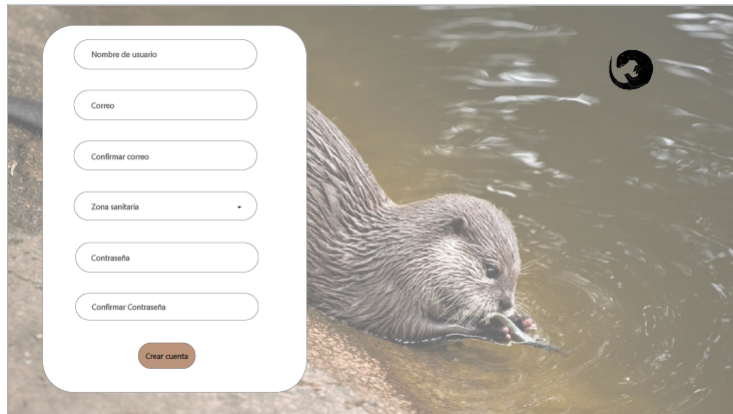 Nombre de usuario
Correo
Confirmar correo
Zona sanitaria
Contraseña
Confirmar Contraseña
Crear cuenta